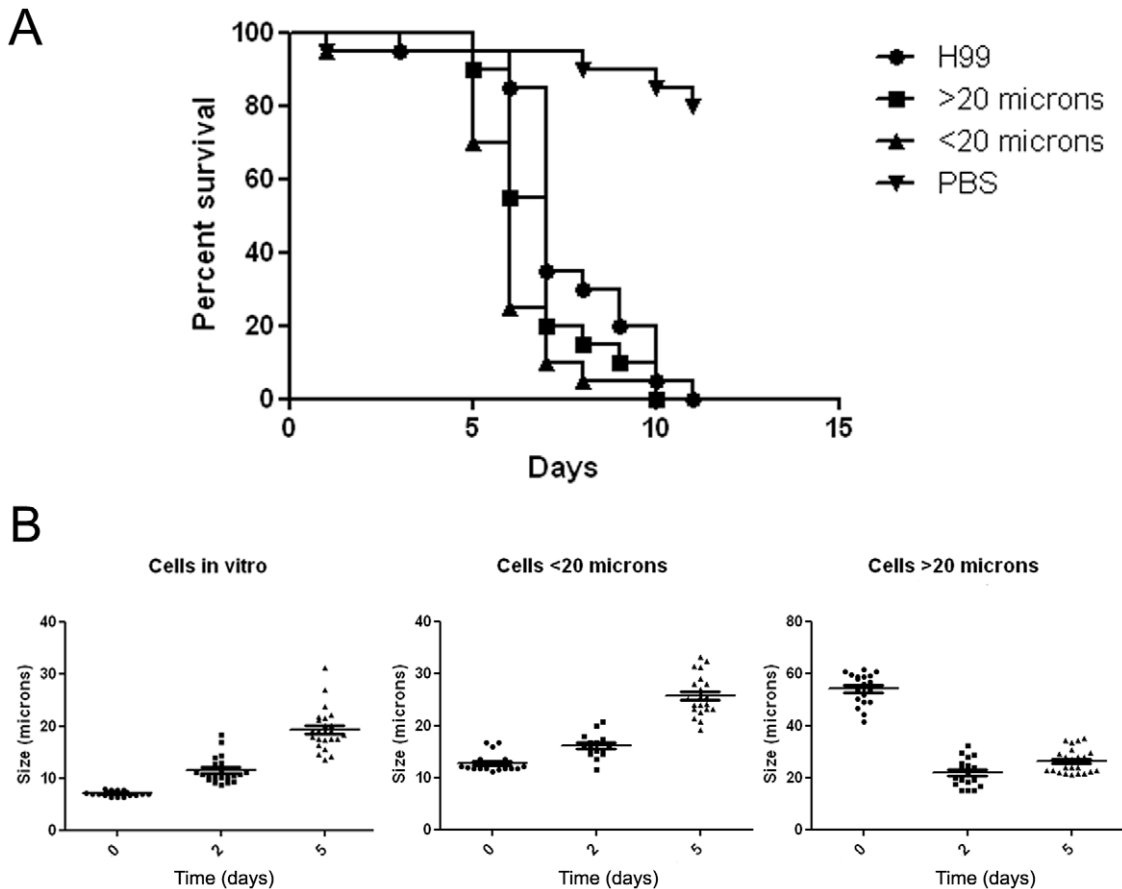 A
100
80
60
40
20
0
Percent survival
0 5 10 15
Days
H99
>20 microns
<20 microns
PBS
B
Cells in vitro
40
30
20
10
0
Size (microns)
0 2 5
Time (days)
Cells <20 microns
40
30
20
10
0
Size (microns)
0 2 5
Time (days)
Cells >20 microns
80
60
40
20
0
Size (microns)
0 2 5
Time (days)